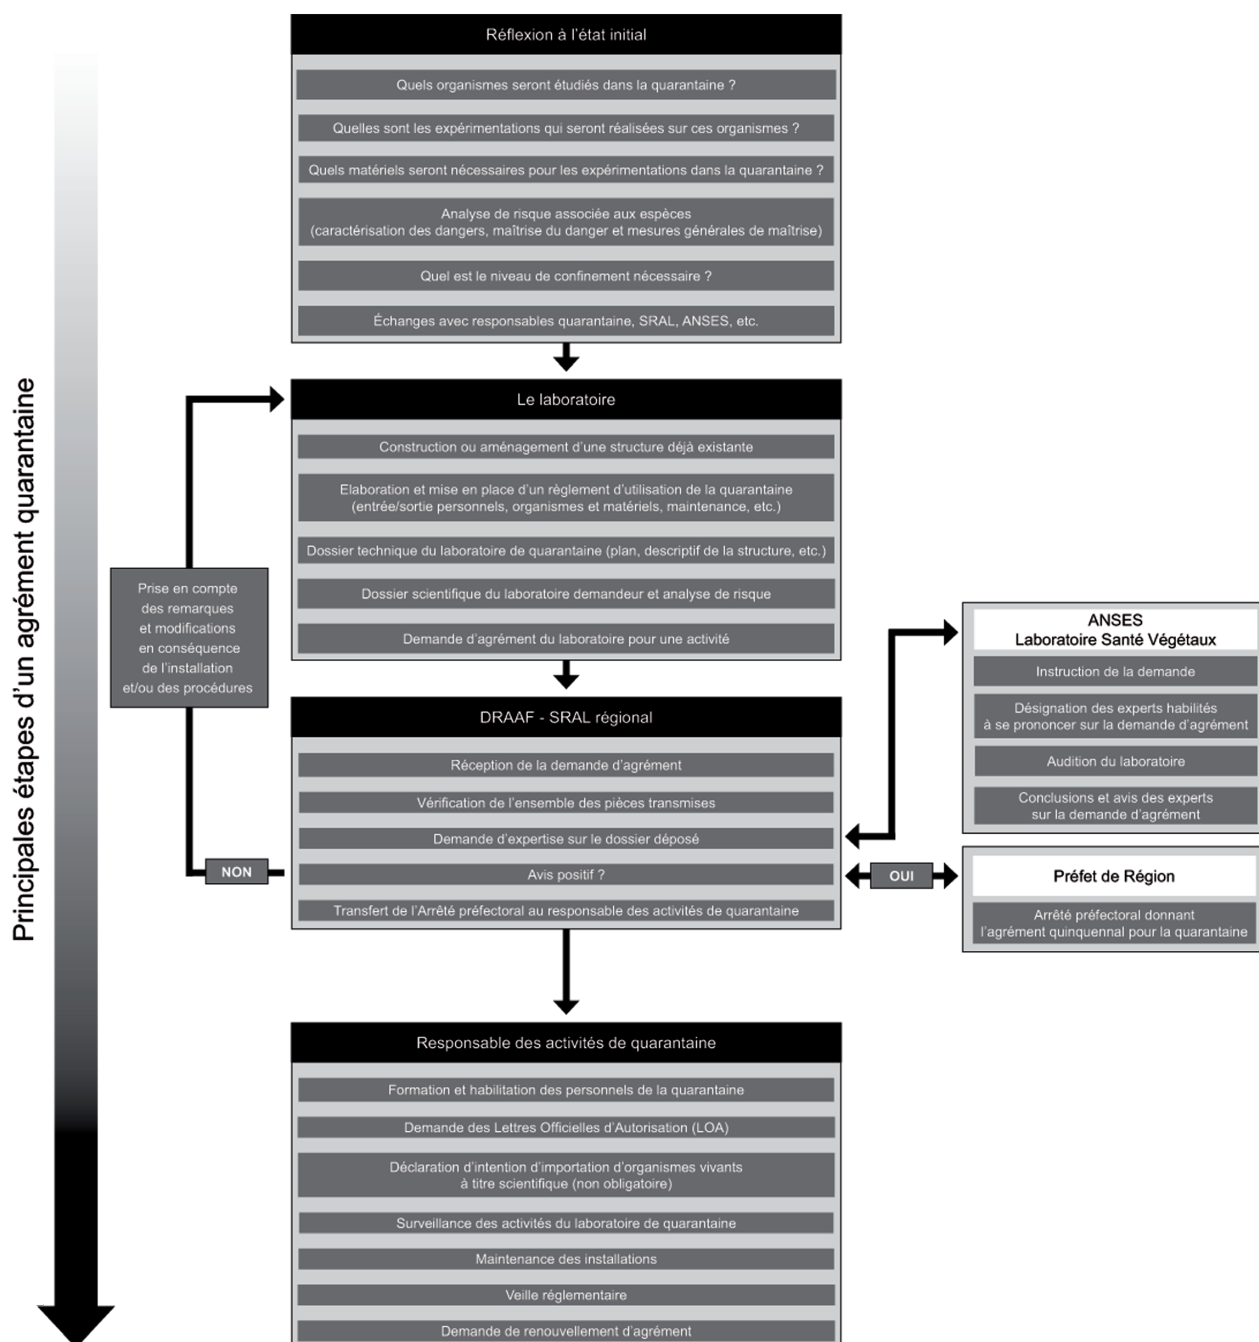 Principales étapes d’un agrément quarantaine
Réflexion à l’état initial
Quels organismes seront étudiés dans la quarantaine ?
Quelles sont les expérimentations qui seront réalisées sur ces organismes ?
Quels matériels seront nécessaires pour les expérimentations dans la quarantaine ?
Analyse de risque associée aux espèces
(caractérisation des dangers, maîtrise du danger et mesures générales de maîtrise)
Quel est le niveau de confinement nécessaire ?
Échanges avec responsables quarantaine, SRAL, ANSES, etc.
Le laboratoire
Construction ou aménagement d’une structure déjà existante
Elaboration et mise en place d’un règlement d’utilisation de la quarantaine
(entrée/sortie personnels, organismes et matériels, maintenance, etc.)
Dossier technique du laboratoire de quarantaine (plan, descriptif de la structure, etc.)
Dossier scientifique du laboratoire demandeur et analyse de risque
Demande d’agrément du laboratoire pour une activité
Prise en compte
des remarques
et modifications
en conséquence
de l’installation
et/ou des procédures
NON
DRAAF - SRAL régional
Réception de la demande d’agrément
Vérification de l’ensemble des pièces transmises
Demande d’expertise sur le dossier déposé
Avis positif ?
Transfert de l’Arrêté préfectoral au responsable des activités de quarantaine
ANSES
Laboratoire Santé Végétaux
Instruction de la demande
Désignation des experts habilités
à se prononcer sur la demande d’agrément
Audition du laboratoire
Conclusions et avis des experts
sur la demande d’agrément
OUI
Préfet de Région
Arrêté préfectoral donnant
l’agrément quinquennal pour la quarantaine
Responsable des activités de quarantaine
Formation et habilitation des personnels de la quarantaine
Demande des Lettres Officielles d’Autorisation (LOA)
Déclaration d’intention d’importation d’organismes vivants
à titre scientifique (non obligatoire)
Surveillance des activités du laboratoire de quarantaine
Maintenance des installations
Veille réglementaire
Demande de renouvellement d’agrément